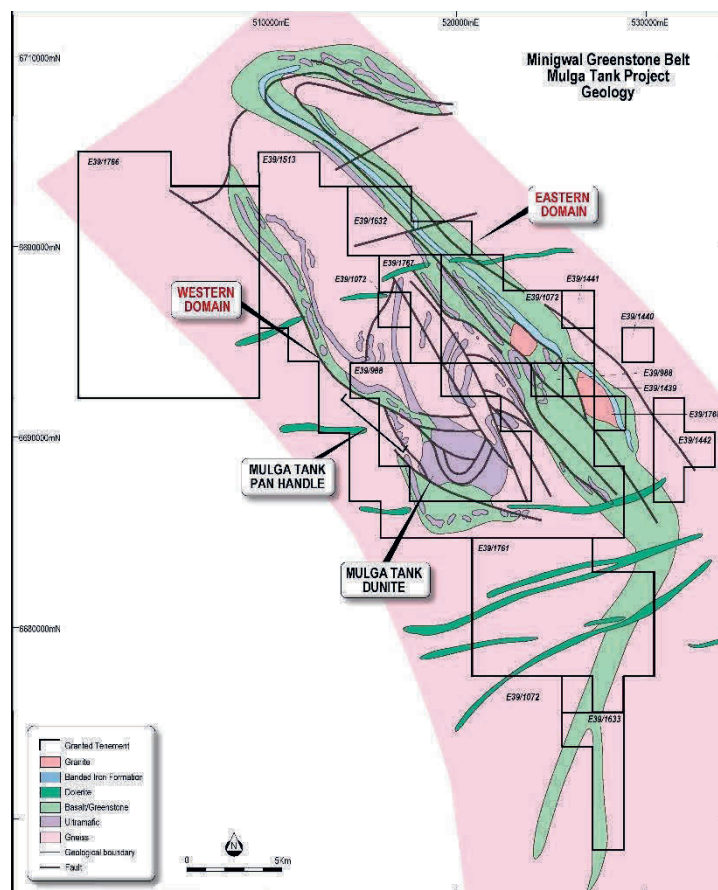 510000mE
520000mE
530000mE
6710000mN
Minigwal Greenstone Belt
Mulga Tank Project
Geology
E39/1766
E39/1513
EASTERN
DOMAIN
E39/1632
6690000mN
E39/1767
E39/1072
E39/1072
E39/1441
WESTERN
DOMAIN
E39/1440
E39/988
E39/988
E39/1439
E39/1442
MULGA TANK
PAN HANDLE
MULGA TANK
DUNITE
E39/1761
6680000mN
E39/1072
E39/1633
Granted Tenement
Granite
Banded Iron Formation
Dolerite
Basalt/Greenstone
Ultramafic
Gneiss
Geological boundary
Fault
N
0
5Km